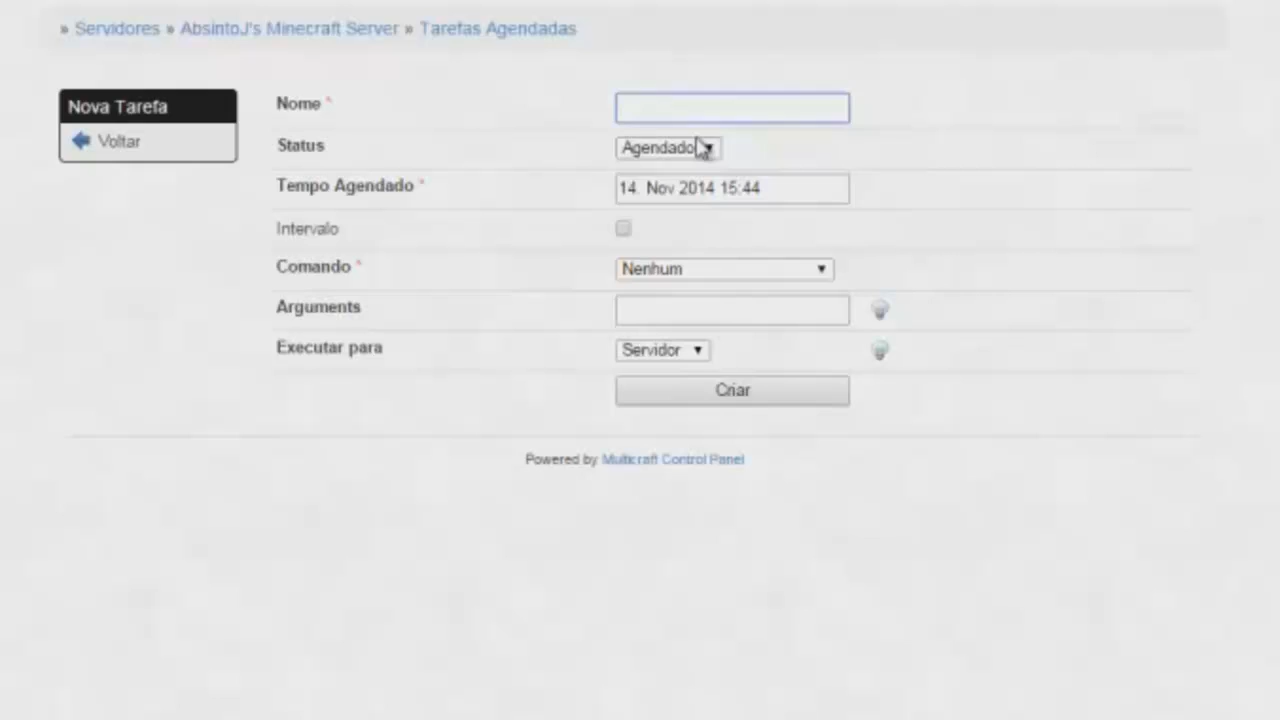 » Servidores » AbsintoJ's Minecraft Server » Tarefas Agendadas
Nova Tarefa
Voltar
Nome *
Status Agendado
Tempo Agendado * 14. Nov 2014 15:44
Intervalo
Comando * Nenhum
Arguments
Executar para Servidor
Criar
Powered by Multicraft Control Panel